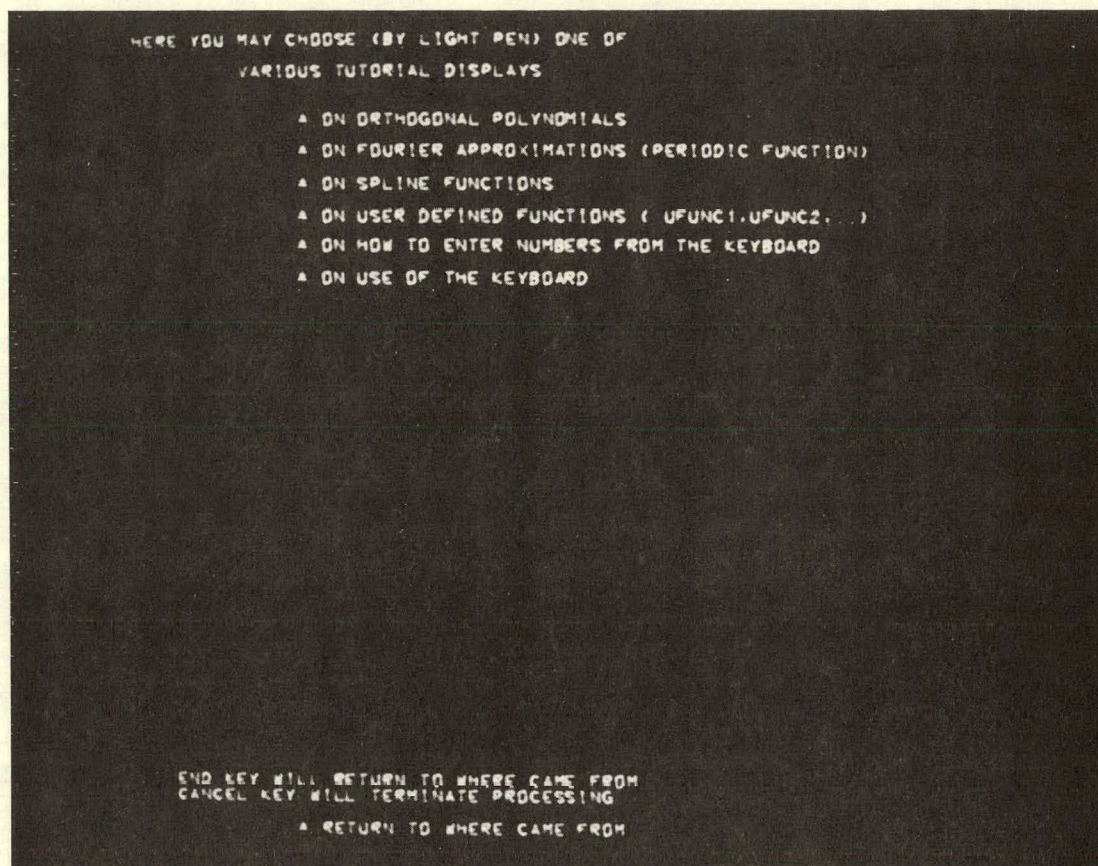 HERE YOU MAY CHOOSE (BY LIGHT PEN) ONE OF
VARIOUS TUTORIAL DISPLAYS
▲ ON ORTHOGONAL POLYNOMIALS
▲ ON FOURIER APPROXIMATIONS (PERIODIC FUNCTION)
▲ ON SPLINE FUNCTIONS
▲ ON USER DEFINED FUNCTIONS ( UFUNC1,UFUNC2,...)
▲ ON HOW TO ENTER NUMBERS FROM THE KEYBOARD
▲ ON USE OF THE KEYBOARD
END KEY WILL RETURN TO WHERE CAME FROM
CANCEL KEY WILL TERMINATE PROCESSING
▲ RETURN TO WHERE CAME FROM